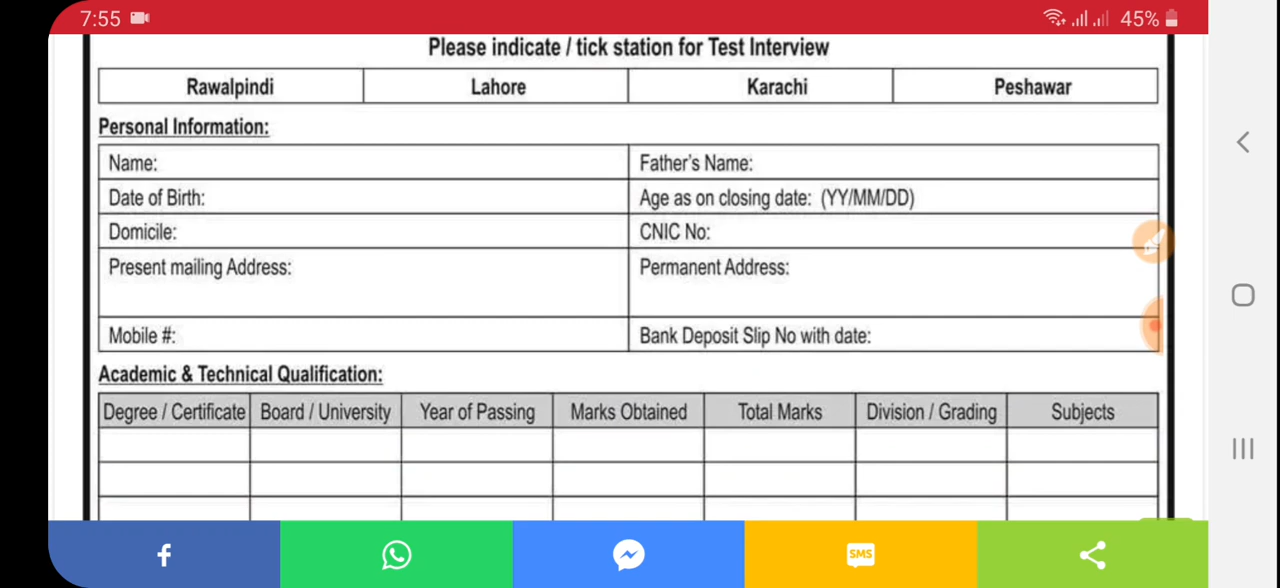 7:55 45%
Please indicate / tick station for Test Interview
Rawalpindi Lahore Karachi Peshawar
Personal Information:
Name: Father's Name:
Date of Birth: Age as on closing date: (YY/MM/DD)
Domicile: CNIC No:
Present mailing Address: Permanent Address:
Mobile #: Bank Deposit Slip No with date:
Academic & Technical Qualification:
Degree / Certificate Board / University Year of Passing Marks Obtained Total Marks Division / Grading Subjects
SMS